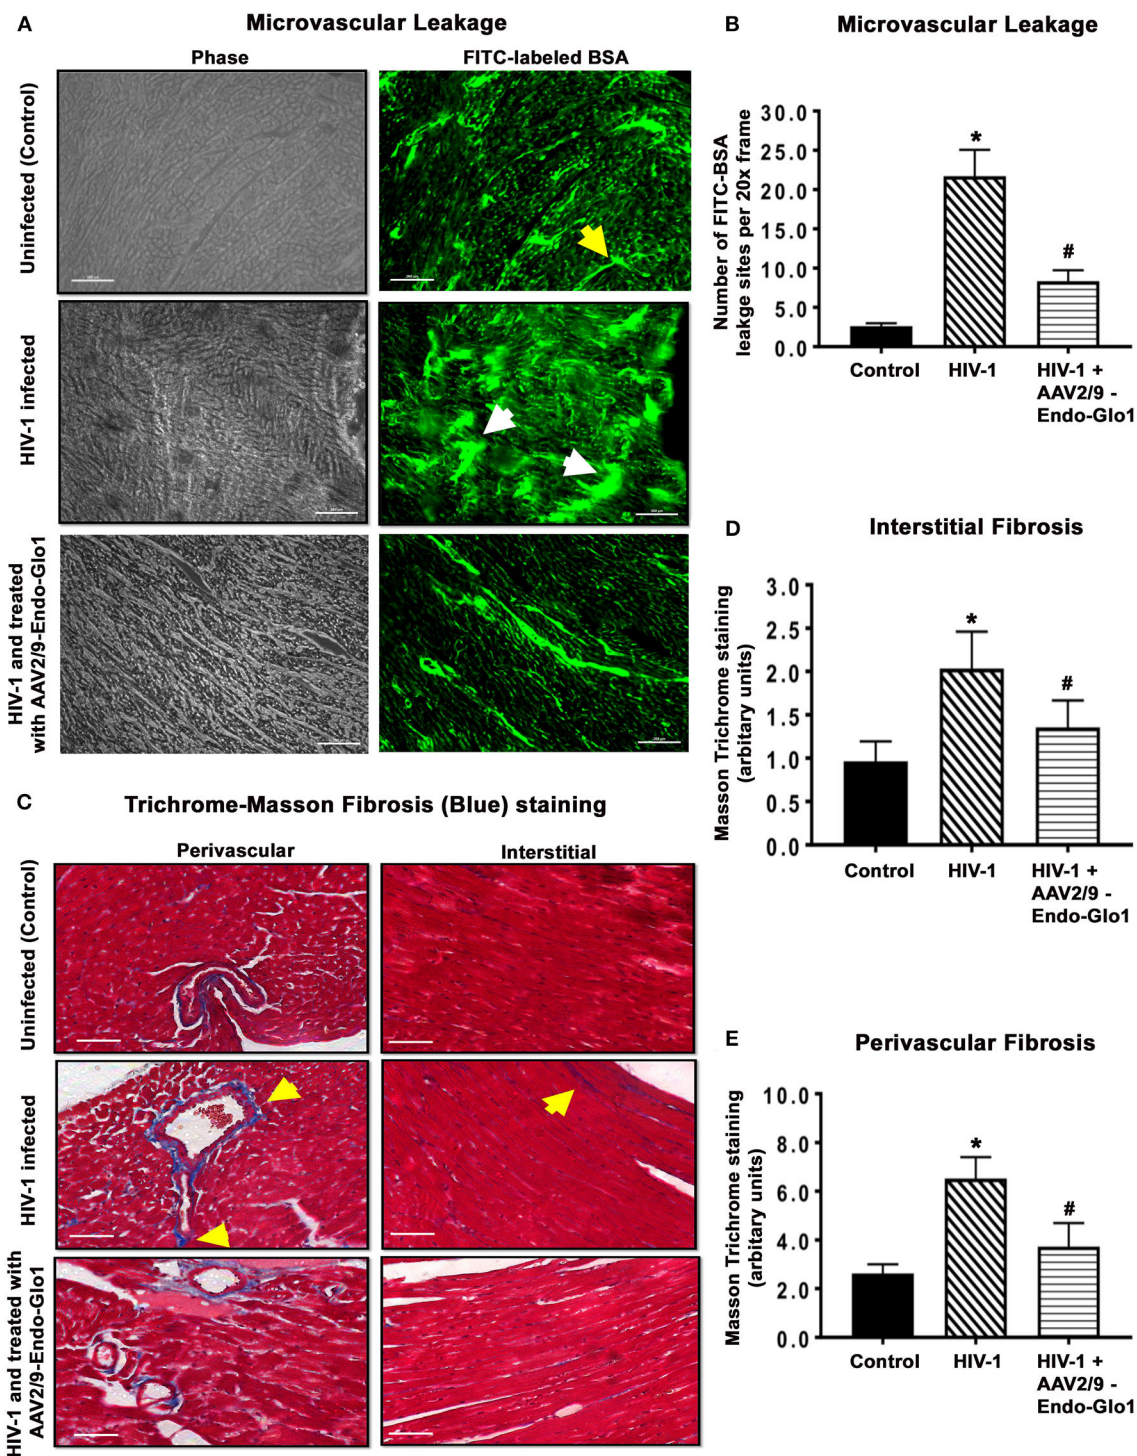 A
Microvascular Leakage
Phase
FITC-labeled BSA
Uninfected (Control)
HIV-1 infected
HIV-1 and treated
with AAV2/9-Endo-Glo1
B
Microvascular Leakage
Number of FITC-BSA
leakge sites per 20x frame
30.0
25.0
20.0
15.0
10.0
5.0
0.0
*
#
Control
HIV-1
HIV-1 +
AAV2/9 -
Endo-Glo1
C
Trichrome-Masson Fibrosis (Blue) staining
Perivascular
Interstitial
Uninfected (Control)
HIV-1 infected
HIV-1 and treated with
AAV2/9-Endo-Glo1
D
Interstitial Fibrosis
Masson Trichrome staining
(arbitary units)
3.0
2.5
2.0
1.5
1.0
0.5
0.0
*
#
Control
HIV-1
HIV-1 +
AAV2/9 -
Endo-Glo1
E
Perivascular Fibrosis
Masson Trichrome staining
(arbitary units)
10.0
8.0
6.0
4.0
2.0
0.0
*
#
Control
HIV-1
HIV-1 +
AAV2/9 -
Endo-Glo1